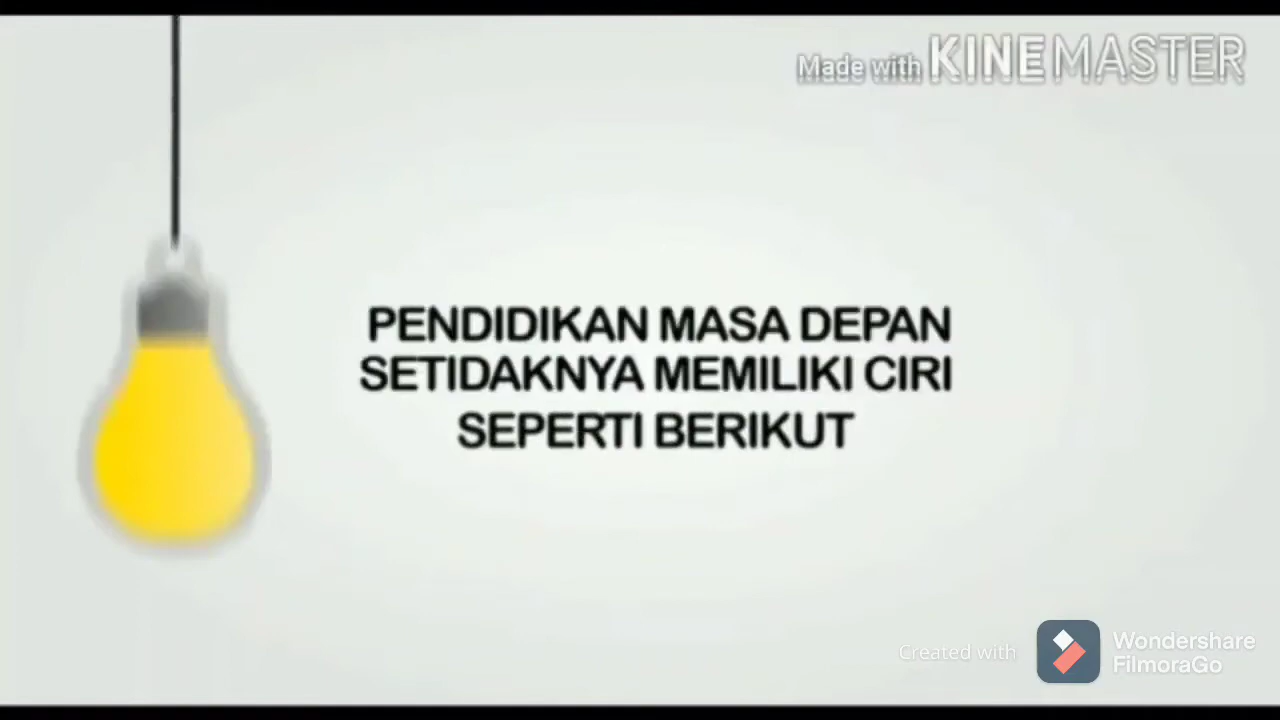 Made with KINEMASTER
PENDIDIKAN MASA DEPAN
SETIDAKNYA MEMILIKI CIRI
SEPERTI BERIKUT
Created with
Wondershare
FilmoraGo